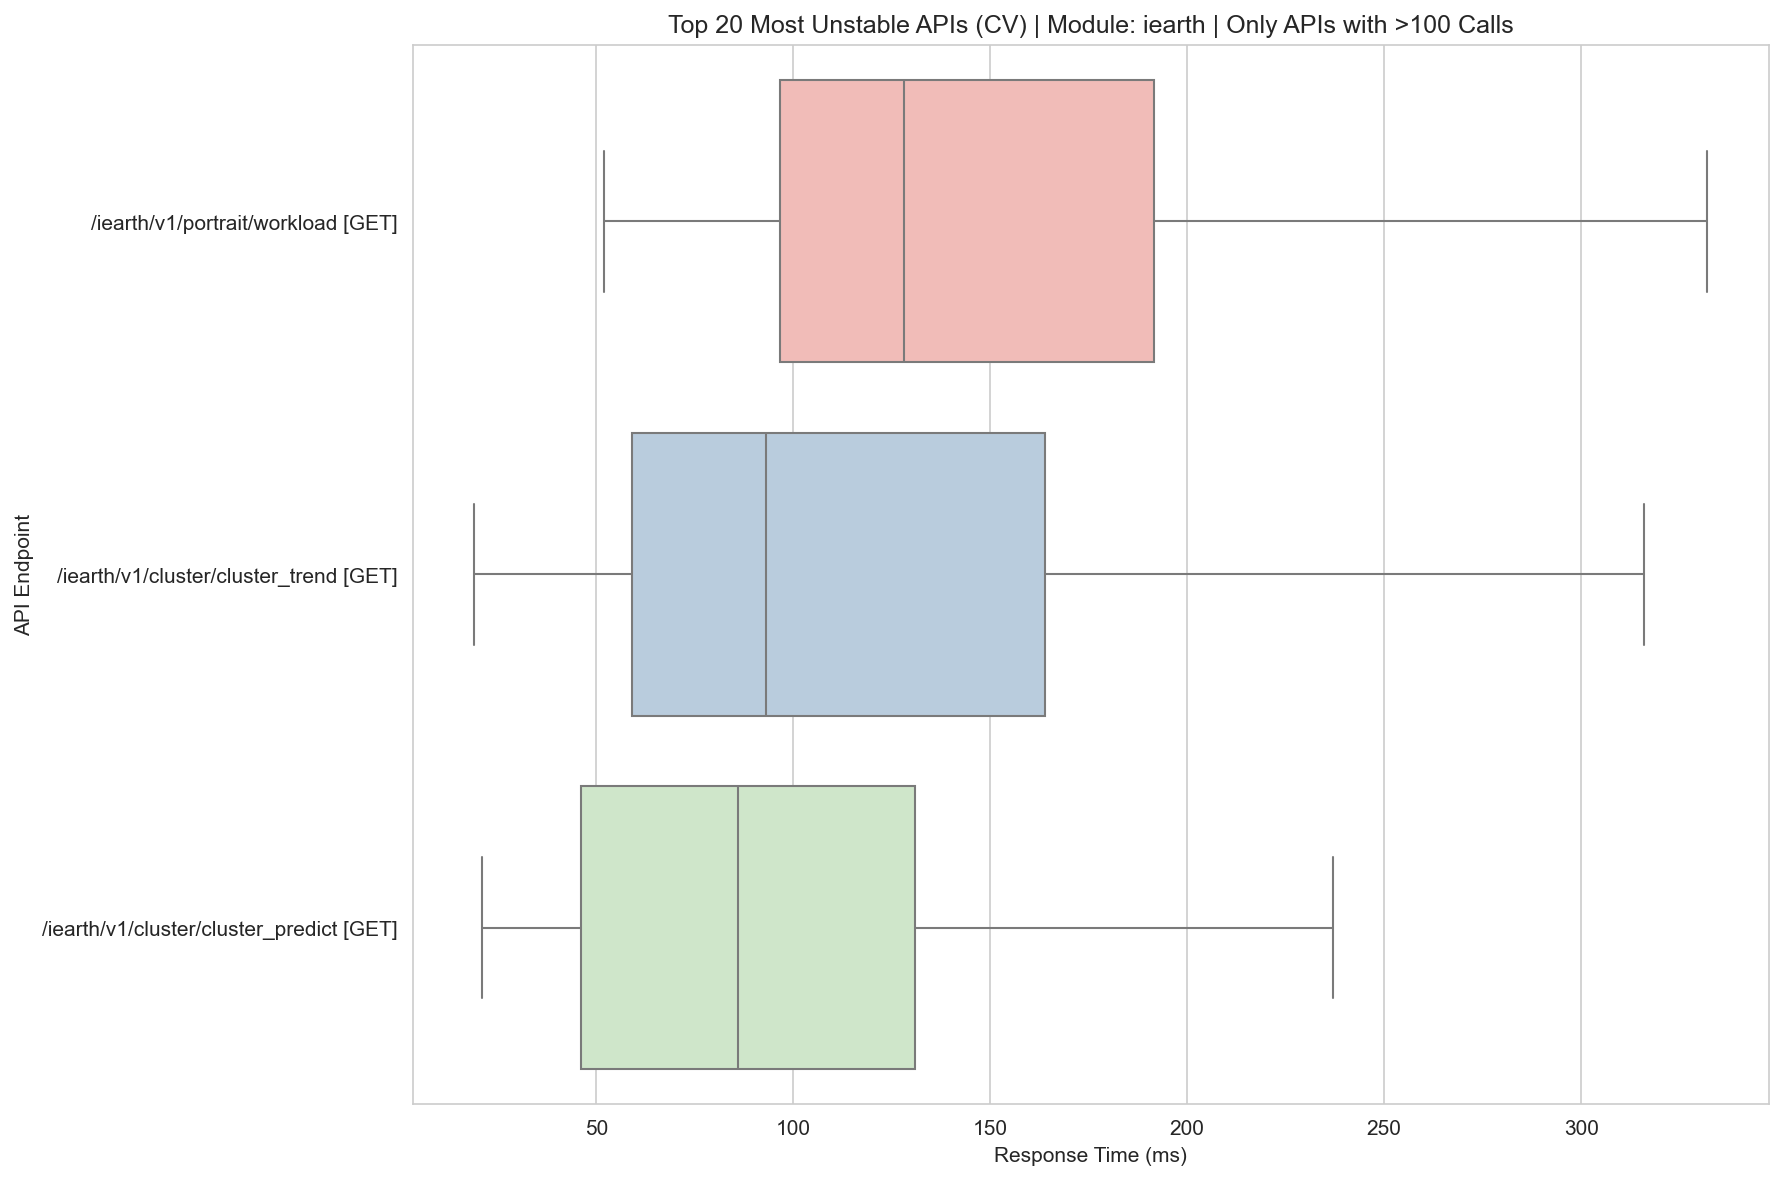 Top 20 Most Unstable APIs (CV) | Module: iearth | Only APIs with >100 Calls
API Endpoint
/iearth/v1/portrait/workload [GET]
/iearth/v1/cluster/cluster_trend [GET]
/iearth/v1/cluster/cluster_predict [GET]
50 100 150 200 250 300
Response Time (ms)